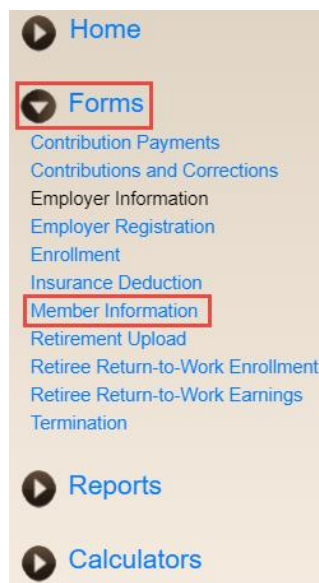 Home
Forms
Contribution Payments
Contributions and Corrections
Employer Information
Employer Registration
Enrollment
Insurance Deduction
Member Information
Retirement Upload
Retiree Return-to-Work Enrollment
Retiree Return-to-Work Earnings
Termination
Reports
Calculators